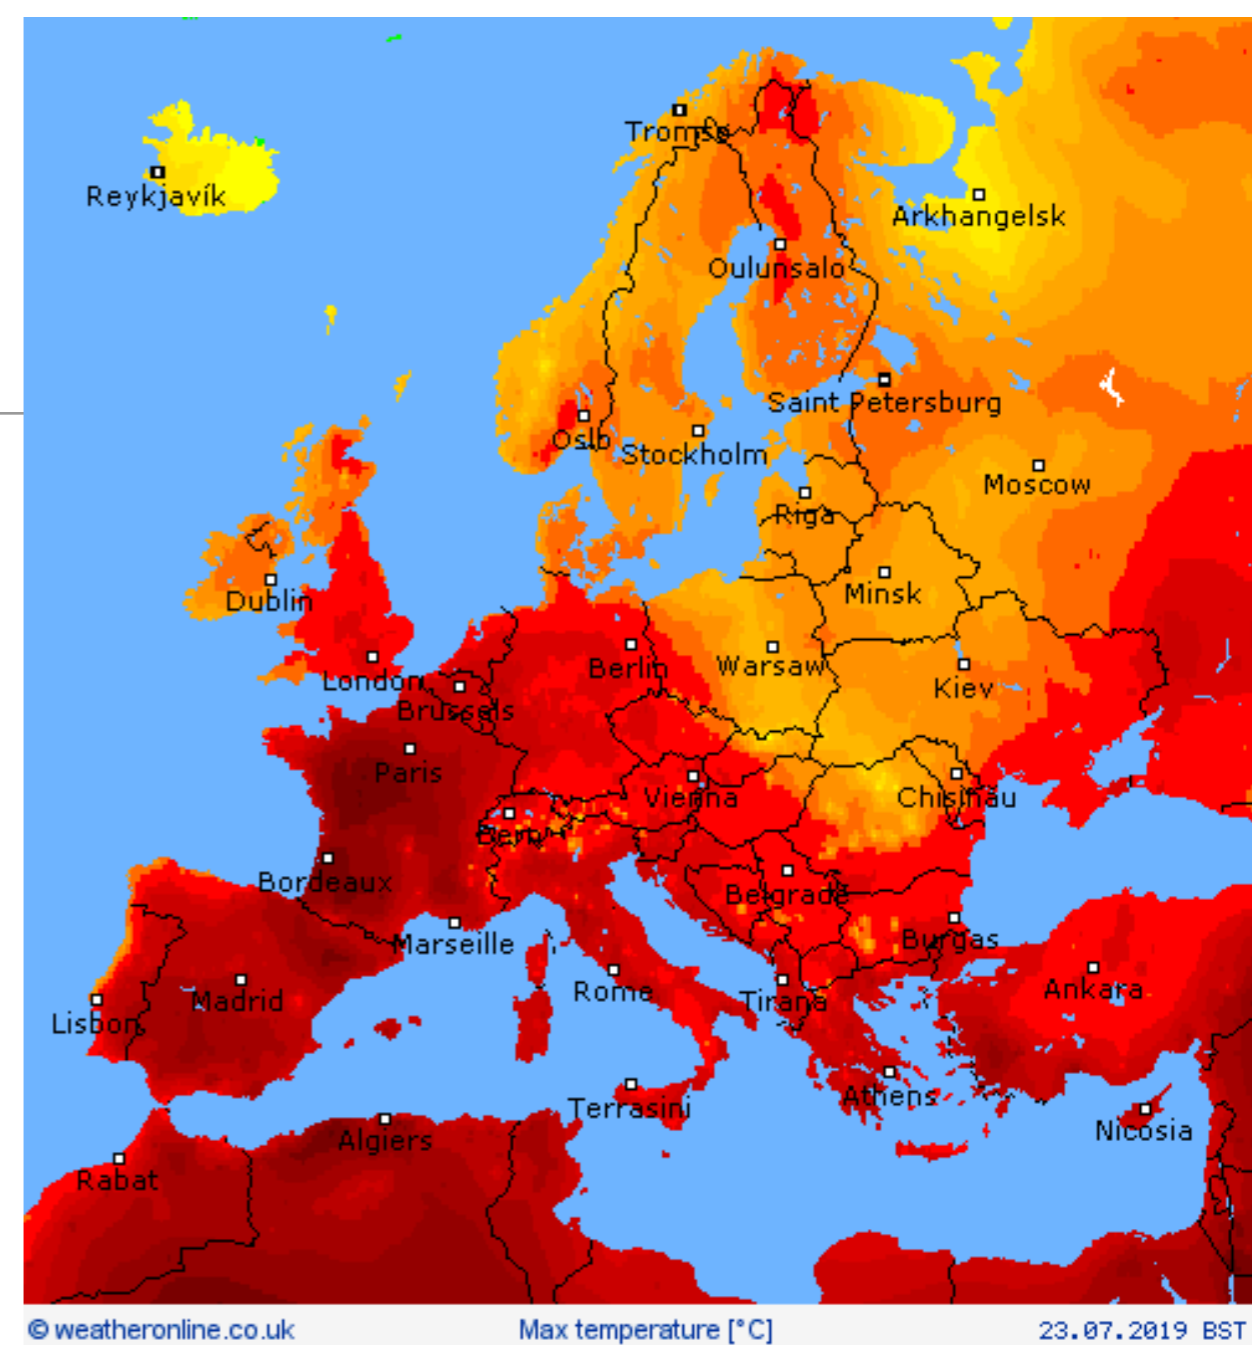 Tromsø
Reykjavík
Arkhangelsk
Oulunsalo
Saint Petersburg
Oslo
Stockholm
Moscow
Riga
Dublin
Minsk
London
Berlin
Warsaw
Kiev
Brussels
Paris
Vienna
Chisinau
Bern
Bordeaux
Belgrade
Marseille
Burgas
Madrid
Rome
Tirana
Ankara
Lisbon
Terrasini
Athens
Algiers
Nicosia
Rabat
© weatheronline.co.uk Max temperature [°C] 23.07.2019 BST